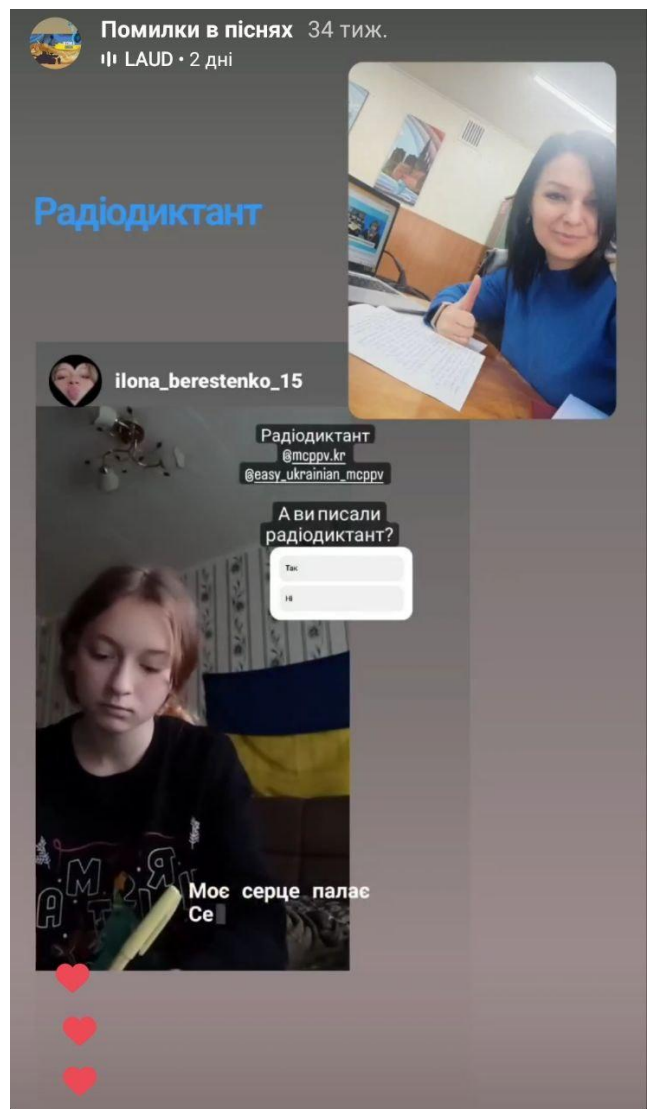 Помилки в піснях 34 тиж.
LAUD • 2 дні
Радіодиктант
ilona_berestenko_15
Радіодиктант
@mcppv.kr
@easy_ukrainian_mcppv
А ви писали
радіодиктант?
Так
Ні
Моє серце палає
Се